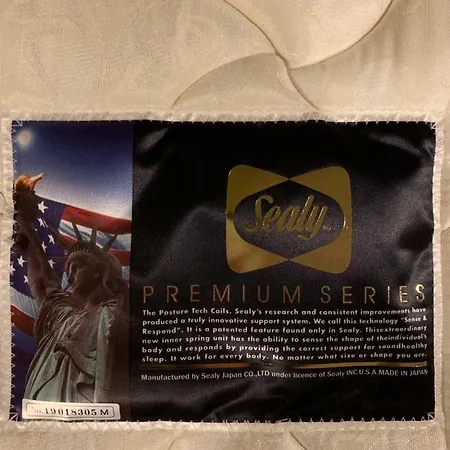 Sealy
PREMIUM SERIES
The Posture Tech Coils. Sealy's research and consistent improvements have
produced a truly innovative support system. We call this technology "Sense &
Respond". It is a patented feature found only in Sealy. Thisextraordinary
new inner spring unit has the ability to sense the shape of theindividual's
body and responds by providing the correct support for soundhealthy
sleep. It work for every body. No matter what size or shape you are.
Manufactured by Sealy Japan CO.,LTD under licence of Sealy INC U.S.A. MADE IN JAPAN
No.19018305 M